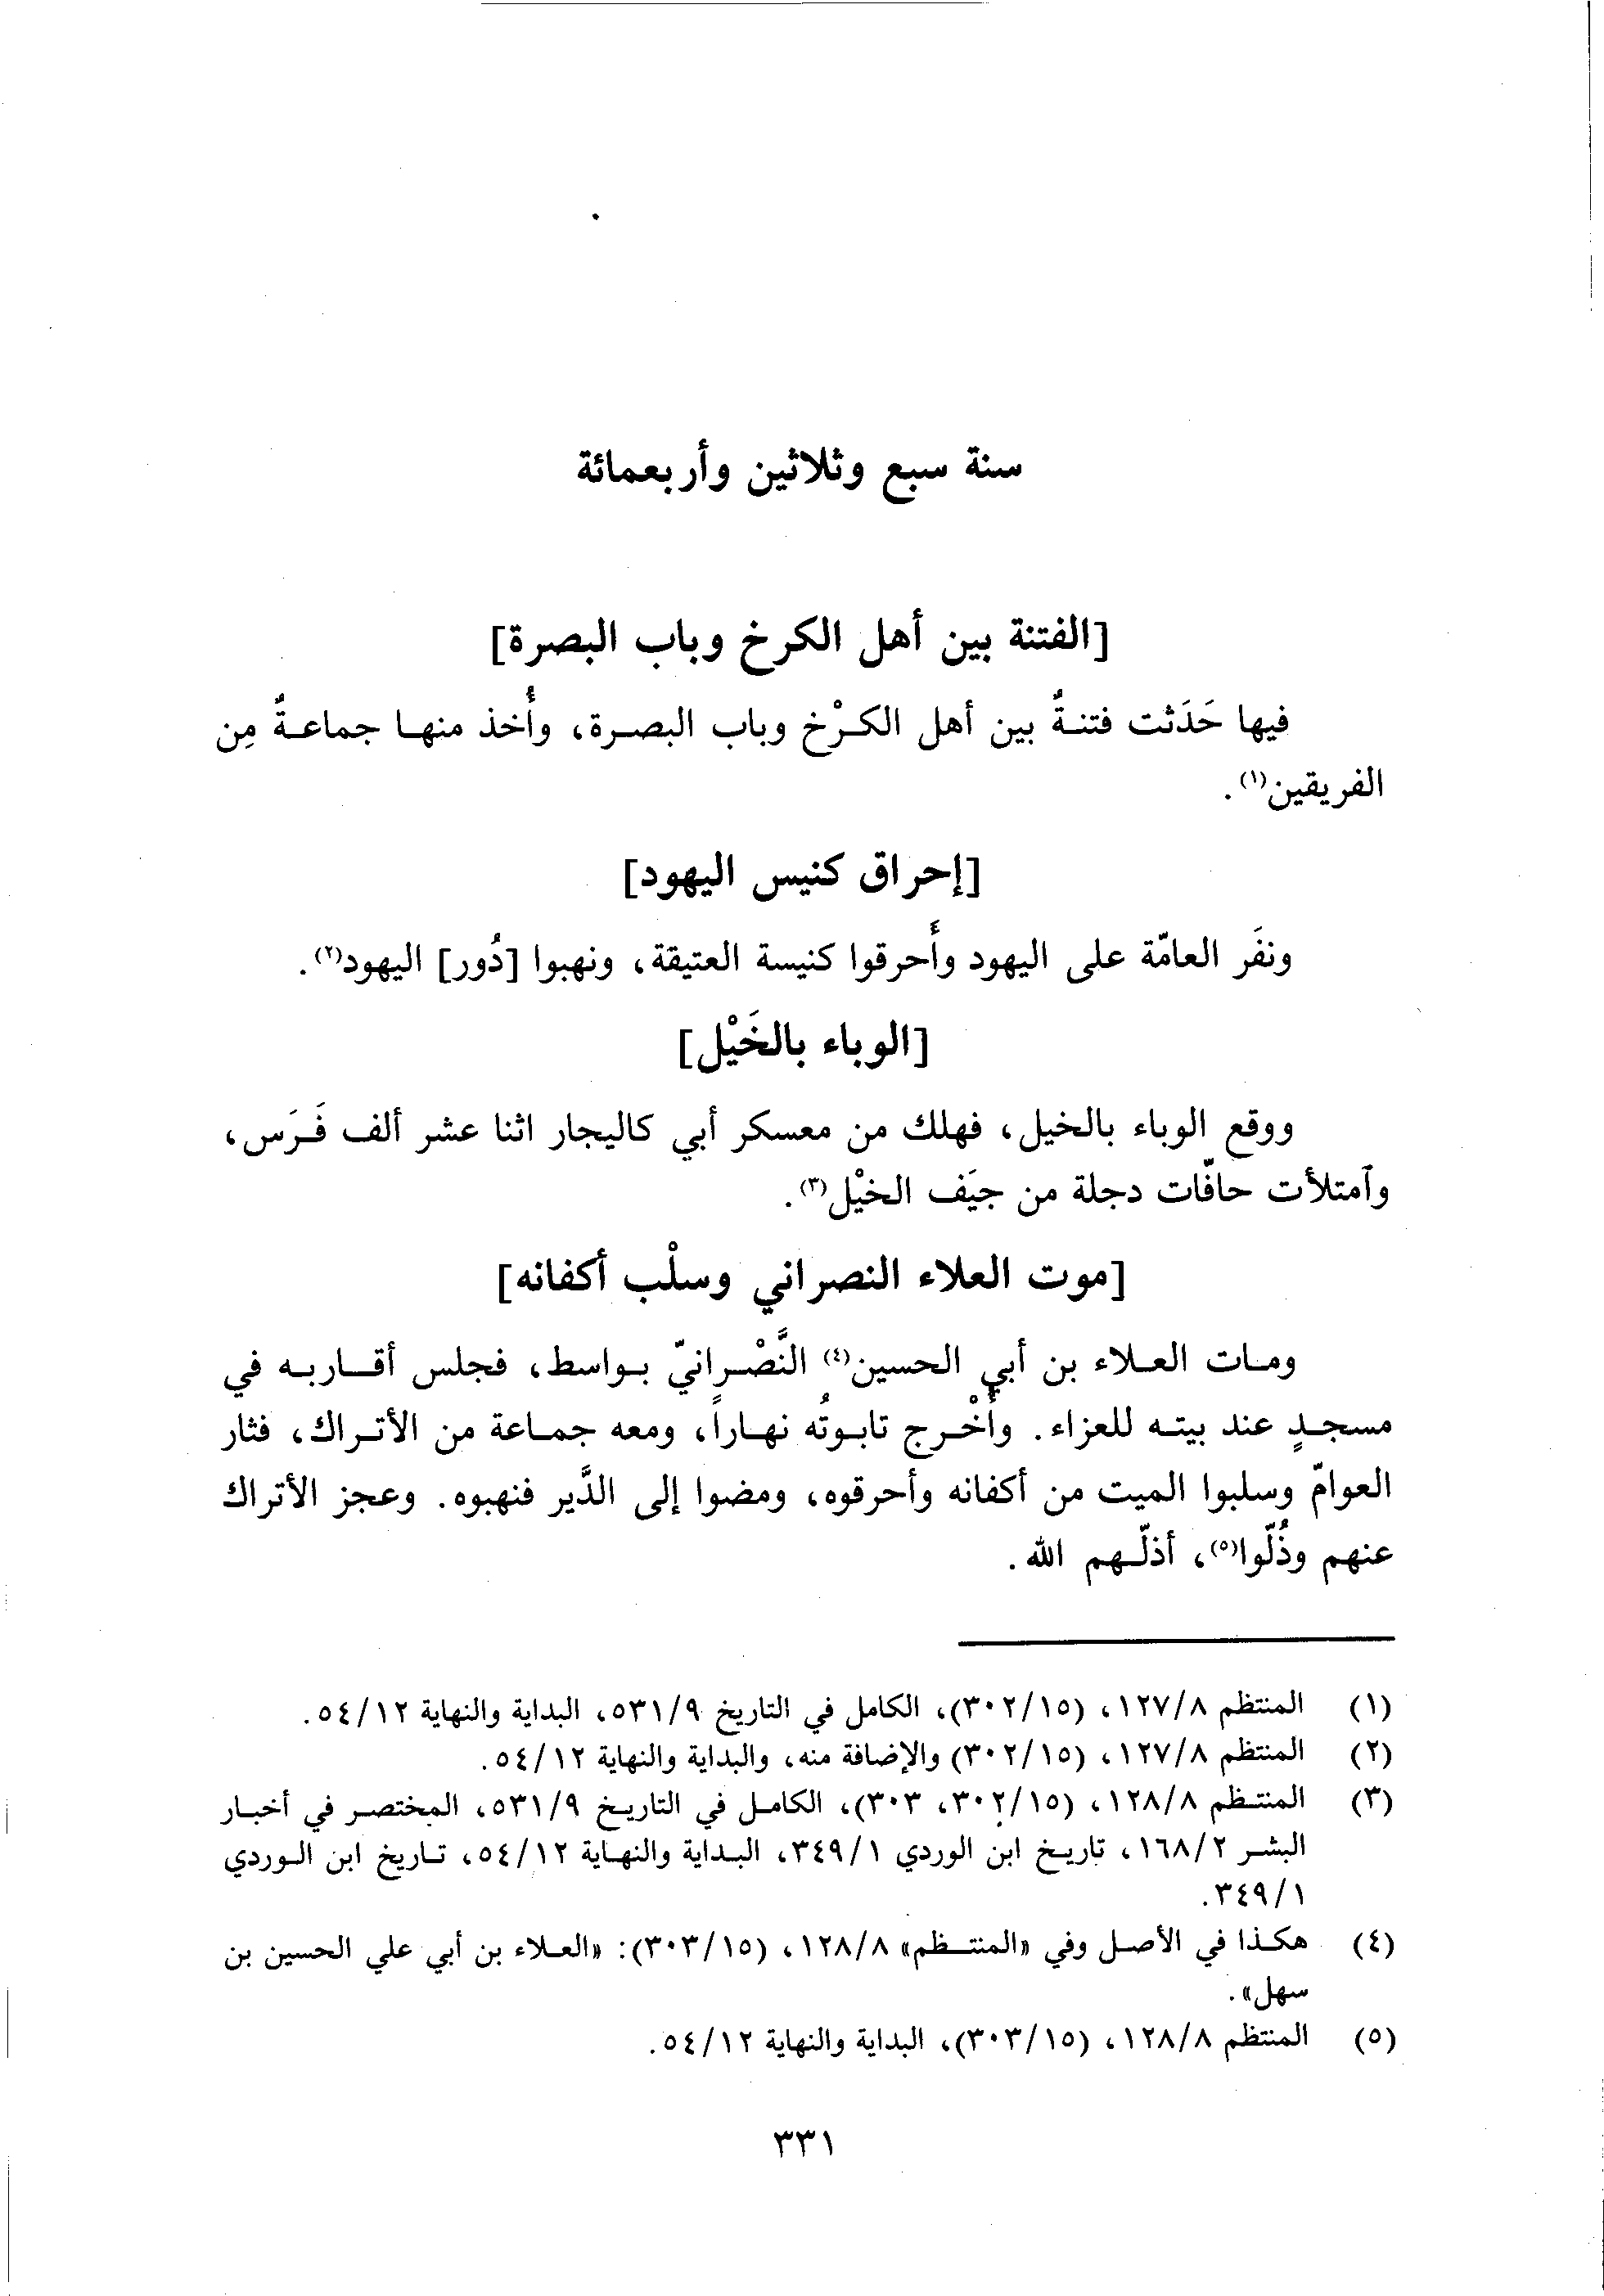 سنة سبع وثلاثين وأربعمائة
[الفتنة بين أهل الكرخ وباب البصرة]
فيها حَدَثت فتنةٌ بين أهل الكرْخ وباب البصرة، وأُخذ منها جماعةٌ مِن
الفريقين(١).
[إحراق كنيس اليهود]
ونفَر العامّة على اليهود وأَحرقوا كنيسة العتيقة، ونهبوا [دُور] اليهود(٢).
[الوباء بالخَيْل]
ووقع الوباء بالخيل، فهلك من معسكر أبي كاليجار اثنا عشر ألف فَرَس،
وآمتلأت حافّات دجلة من جيَف الخيْل(٣).
[موت العلاء النصراني وسلْب أكفانه]
ومات العلاء بن أبي الحسين(٤) النَّصْرانيّ بواسط، فجلس أقاربه في
مسجدٍ عند بيته للعزاء. وأُخْرج تابوتُه نهاراً، ومعه جماعة من الأتراك، فثار
العوامّ وسلبوا الميت من أكفانه وأحرقوه، ومضوا إلى الدَّير فنهبوه. وعجز الأتراك
عنهم وذُلّوا(٥)، أذلّهم الله.
(١) المنتظم ١٢٧/٨، (٣٠٢/١٥)، الكامل في التاريخ ٥٣١/٩، البداية والنهاية ٥٤/١٢.
(٢) المنتظم ١٢٧/٨، (٣٠٢/١٥) والإضافة منه، والبداية والنهاية ٥٤/١٢.
(٣) المنتظم ١٢٨/٨، (٣٠٢/١٥، ٣٠٣)، الكامل في التاريخ ٥٣١/٩، المختصر في أخبار
البشر ١٦٨/٢، تاريخ ابن الوردي ٣٤٩/١، البداية والنهاية ٥٤/١٢، تاريخ ابن الوردي
٣٤٩/١.
(٤) هكذا في الأصل وفي «المنتظم» ١٢٨/٨، (٣٠٣/١٥): «العلاء بن أبي علي الحسين بن
سهل».
(٥) المنتظم ١٢٨/٨، (٣٠٣/١٥)، البداية والنهاية ٥٤/١٢.
٣٣١